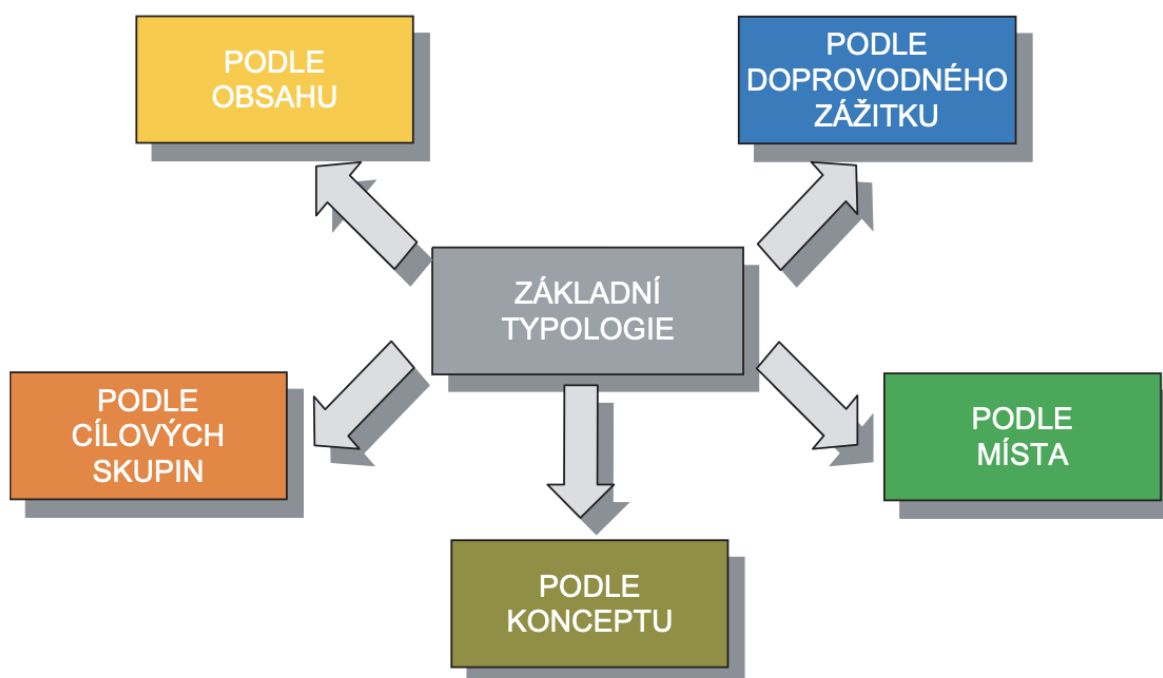 PODLE
OBSAHU
PODLE
DOPROVODNÉHO
ZÁŽITKU
ZÁKLADNÍ
TYPOLOGIE
PODLE
CÍLOVÝCH
SKUPIN
PODLE
MÍSTA
PODLE
KONCEPTU